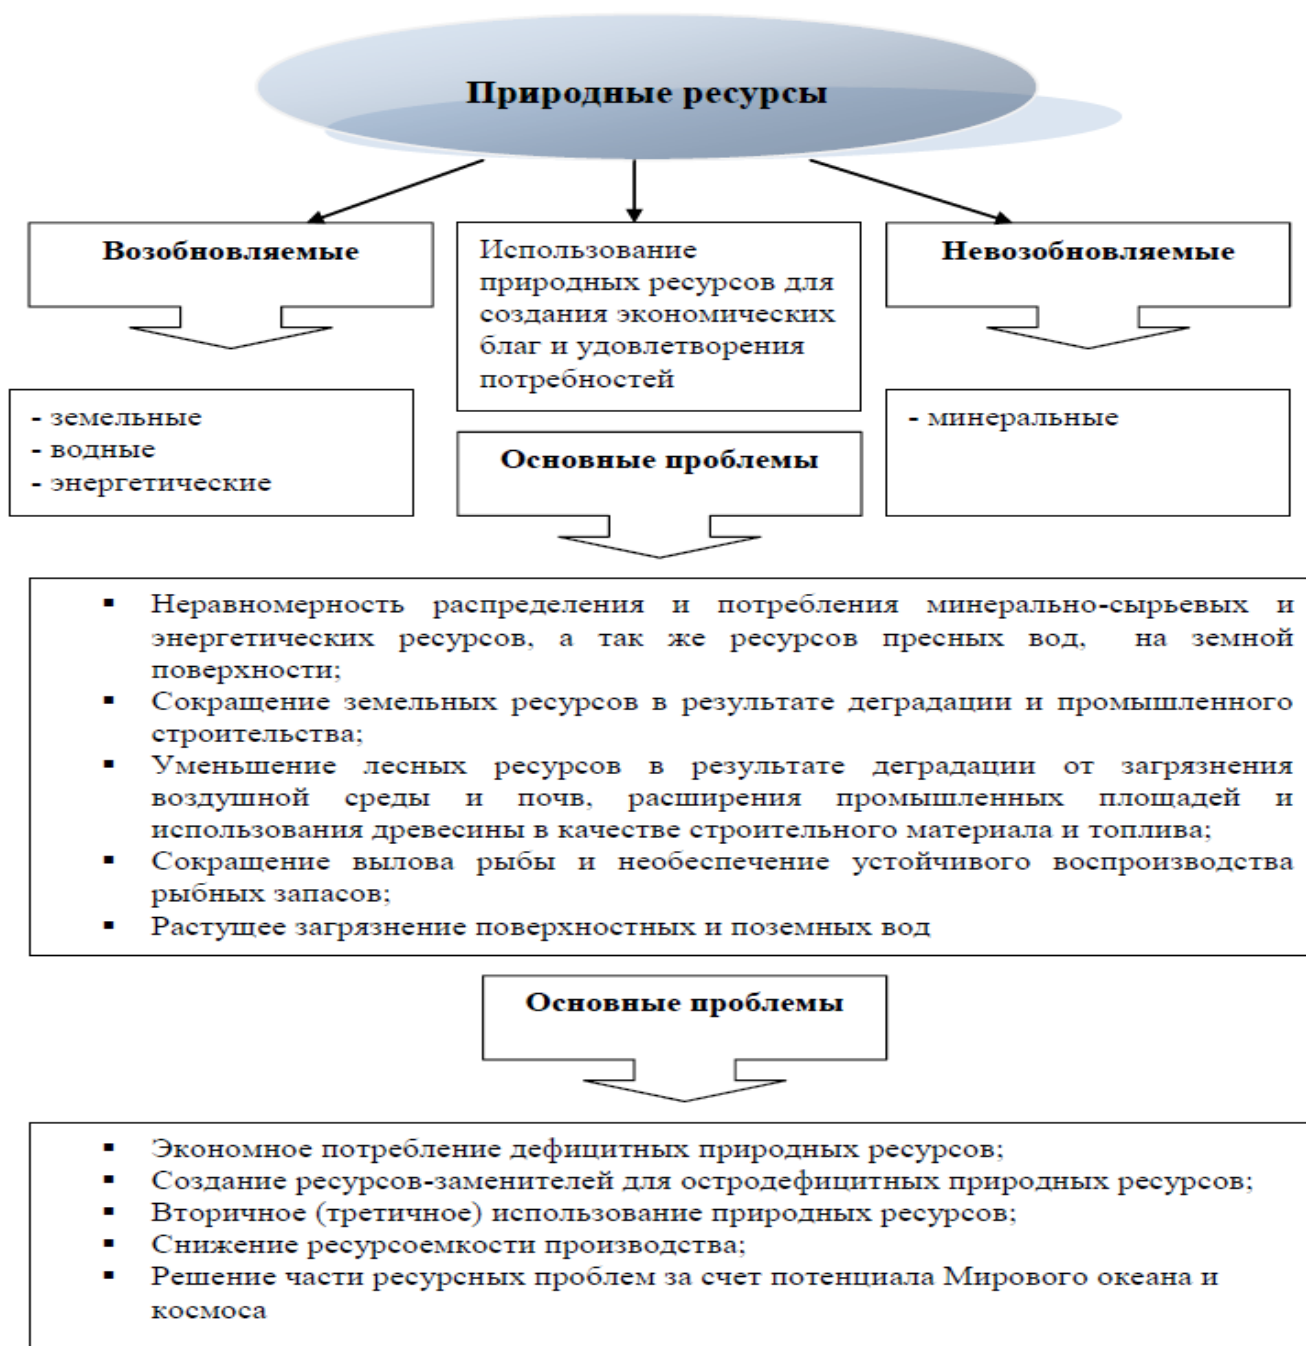 Природные ресурсы
Возобновляемые
Использование
природных ресурсов для
создания экономических
благ и удовлетворения
потребностей
Невозобновляемые
- земельные
- водные
- энергетические
- минеральные
Основные проблемы
▪ Неравномерность распределения и потребления минерально-сырьевых и
энергетических ресурсов, а так же ресурсов пресных вод, на земной
поверхности;
▪ Сокращение земельных ресурсов в результате деградации и промышленного
строительства;
▪ Уменьшение лесных ресурсов в результате деградации от загрязнения
воздушной среды и почв, расширения промышленных площадей и
использования древесины в качестве строительного материала и топлива;
▪ Сокращение вылова рыбы и необеспечение устойчивого воспроизводства
рыбных запасов;
▪ Растущее загрязнение поверхностных и поземных вод
Основные проблемы
▪ Экономное потребление дефицитных природных ресурсов;
▪ Создание ресурсов-заменителей для остродефицитных природных ресурсов;
▪ Вторичное (третичное) использование природных ресурсов;
▪ Снижение ресурсоемкости производства;
▪ Решение части ресурсных проблем за счет потенциала Мирового океана и
космоса